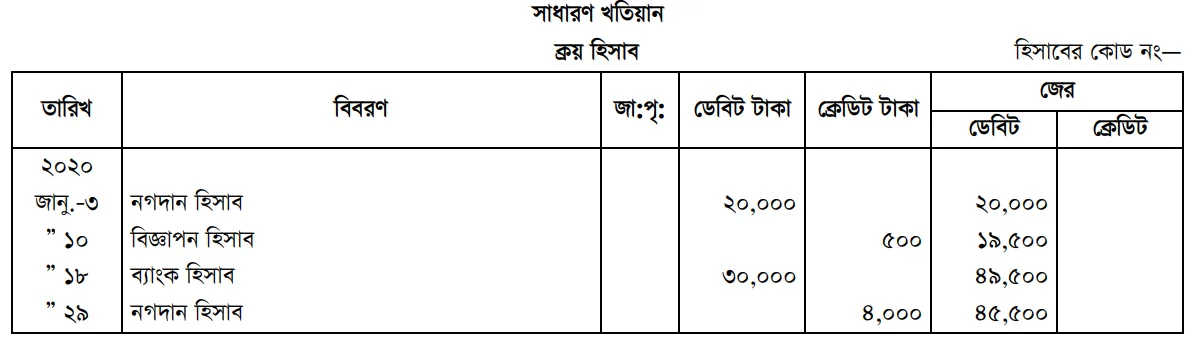 সাধারণ খতিয়ান
ক্রয় হিসাব
হিসাবের কোড নং—
তারিখ বিবরণ জা:পৃ: ডেবিট টাকা ক্রেডিট টাকা জের
ডেবিট ক্রেডিট
২০২০
জানু.-৩ নগদান হিসাব ২০,০০০ ২০,০০০
” ১০ বিজ্ঞাপন হিসাব ৫০০ ১৯,৫০০
” ১৮ ব্যাংক হিসাব ৩০,০০০ ৪৯,৫০০
” ২৯ নগদান হিসাব ৪,০০০ ৪৫,৫০০